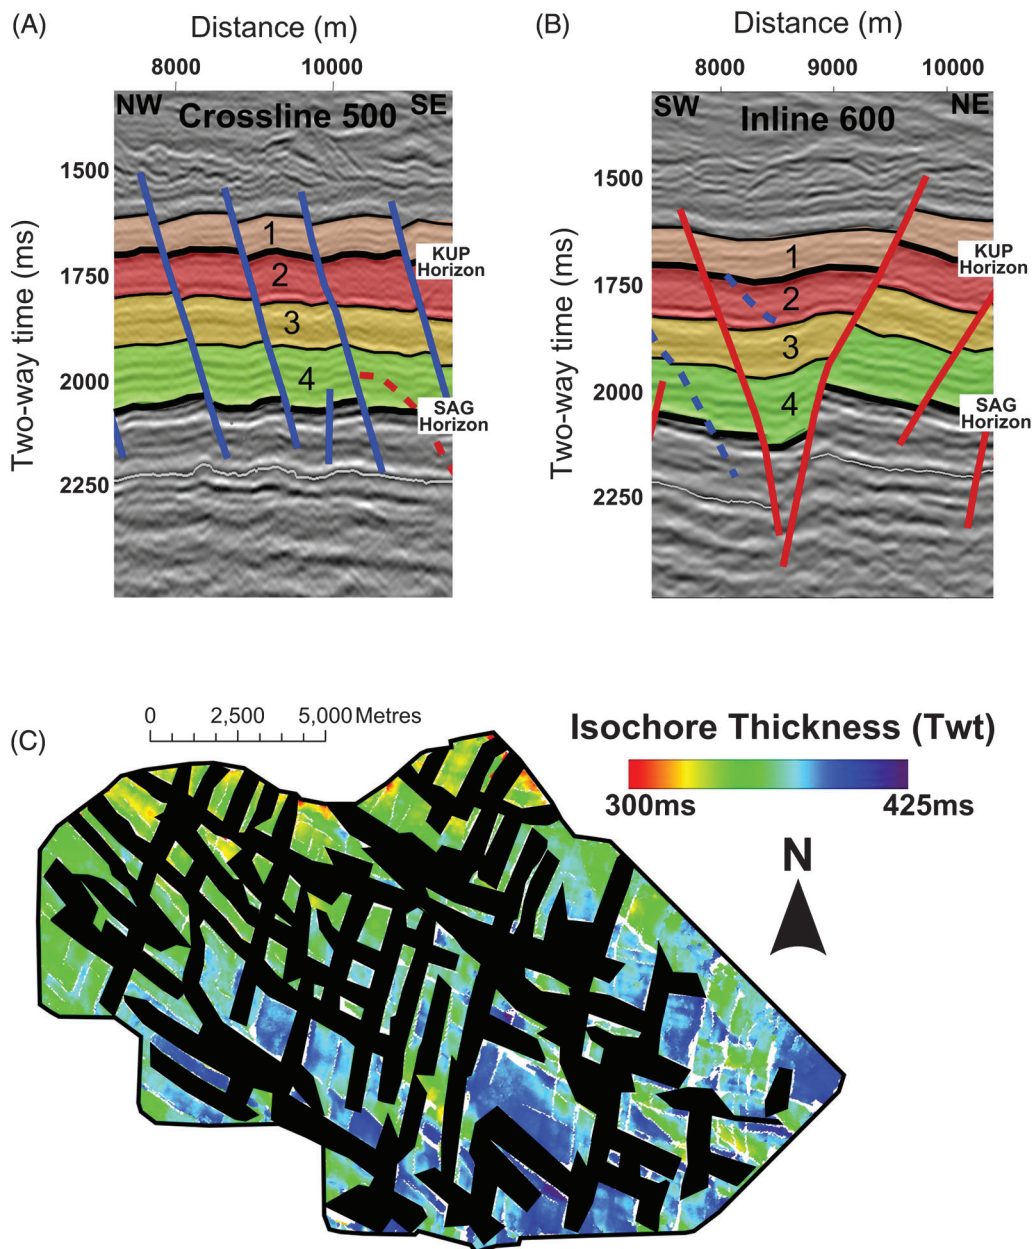 (A)
Distance (m)
8000
10000
NW
Crossline 500
SE
Two-way time (ms)
1500
1750
2000
2250
1
2
3
4
KUP
Horizon
SAG
Horizon
(B)
Distance (m)
8000
9000
10000
SW
Inline 600
NE
Two-way time (ms)
1500
1750
2000
2250
1
2
3
4
KUP
Horizon
SAG
Horizon
(C)
0
2,500
5,000 Metres
Isochore Thickness (Twt)
300ms
425ms
N